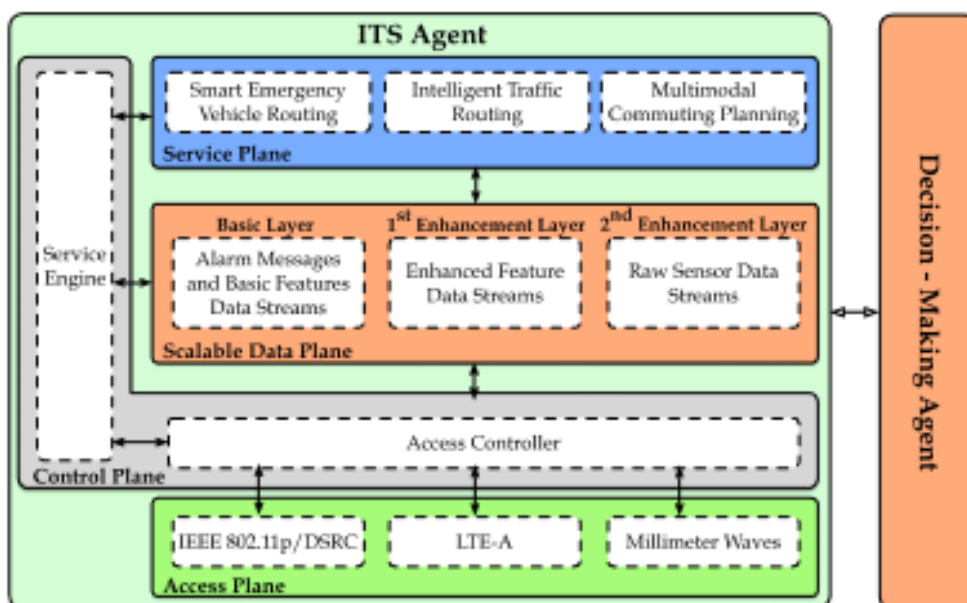 ITS Agent
Smart Emergency
Vehicle Routing
Intelligent Traffic
Routing
Multimodal
Commuting Planning
Service Plane
Service
Engine
Basic Layer
Alarm Messages
and Basic Features
Data Streams
1st Enhancement Layer
Enhanced Feature
Data Streams
2nd Enhancement Layer
Raw Sensor Data
Streams
Scalable Data Plane
Access Controller
Control Plane
IEEE 802.11p/DSRC
LTE-A
Millimeter Waves
Access Plane
Decision - Making Agent